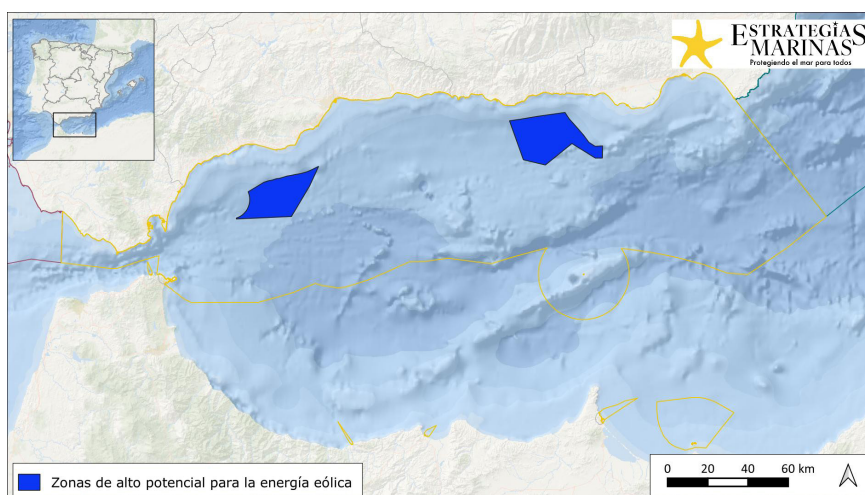 ESTRATEGIAS
MARINAS
Protegiendo el mar para todos
Zonas de alto potencial para la energía eólica
0 20 40 60 km